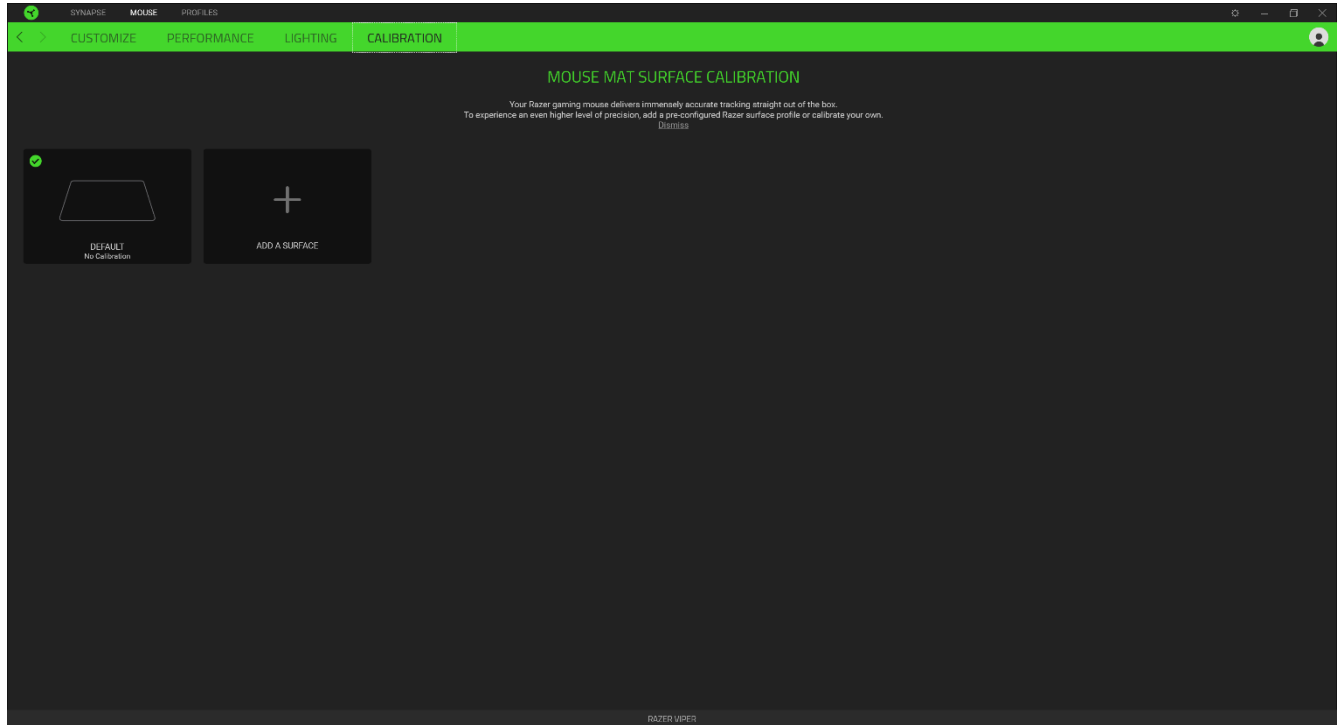 SYNAPSE MOUSE PROFILES
CUSTOMIZE PERFORMANCE LIGHTING CALIBRATION
MOUSE MAT SURFACE CALIBRATION
Your Razer gaming mouse delivers immensely accurate tracking straight out of the box.
To experience an even higher level of precision, add a pre-configured Razer surface profile or calibrate your own.
Dismiss
DEFAULT
No Calibration
ADD A SURFACE
RAZER VIPER